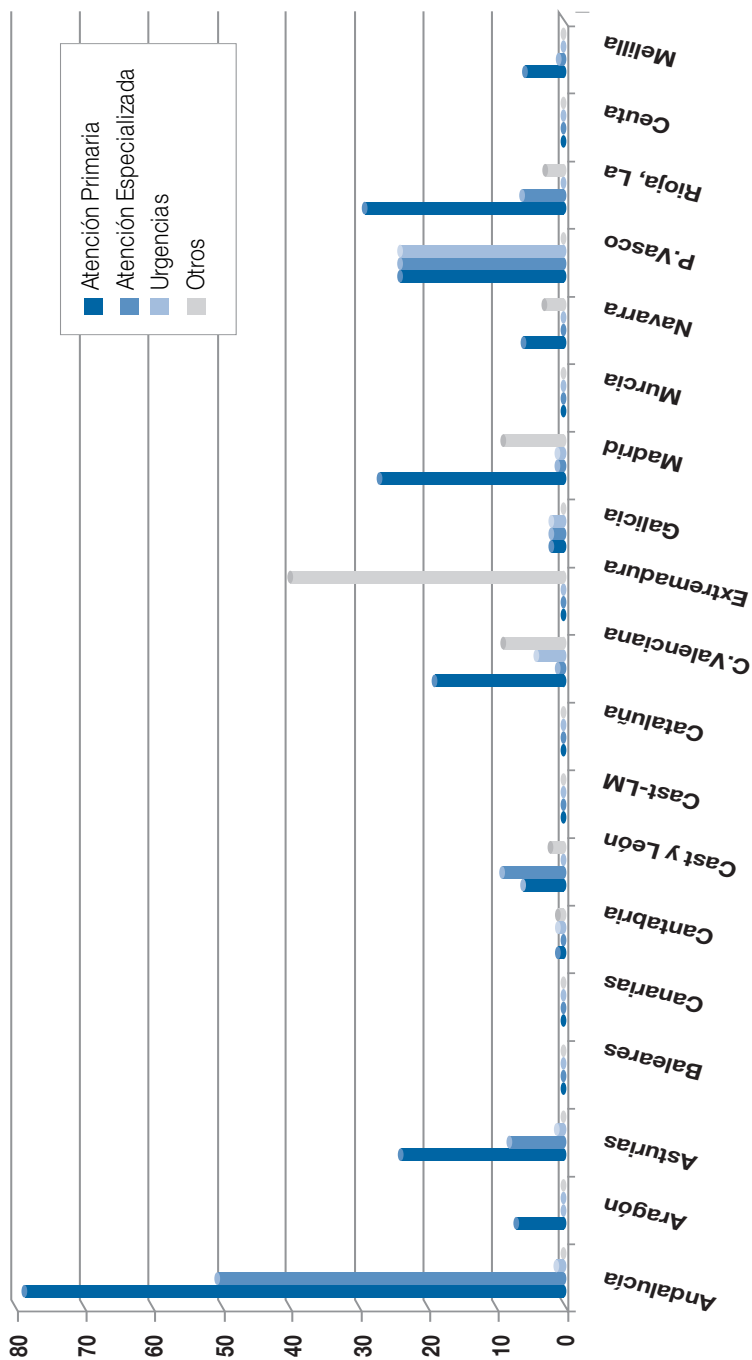 Atención Primaria
Atención Especializada
Urgencias
Otros
80
70
60
50
40
30
20
10
0
Andalucía
Aragón
Asturias
Baleares
Canarias
Cantabria
Cast y León
Cast-LM
Cataluña
C.Valenciana
Extremadura
Galicia
Madrid
Murcia
Navarra
P.Vasco
Rioja, La
Ceuta
Melilla